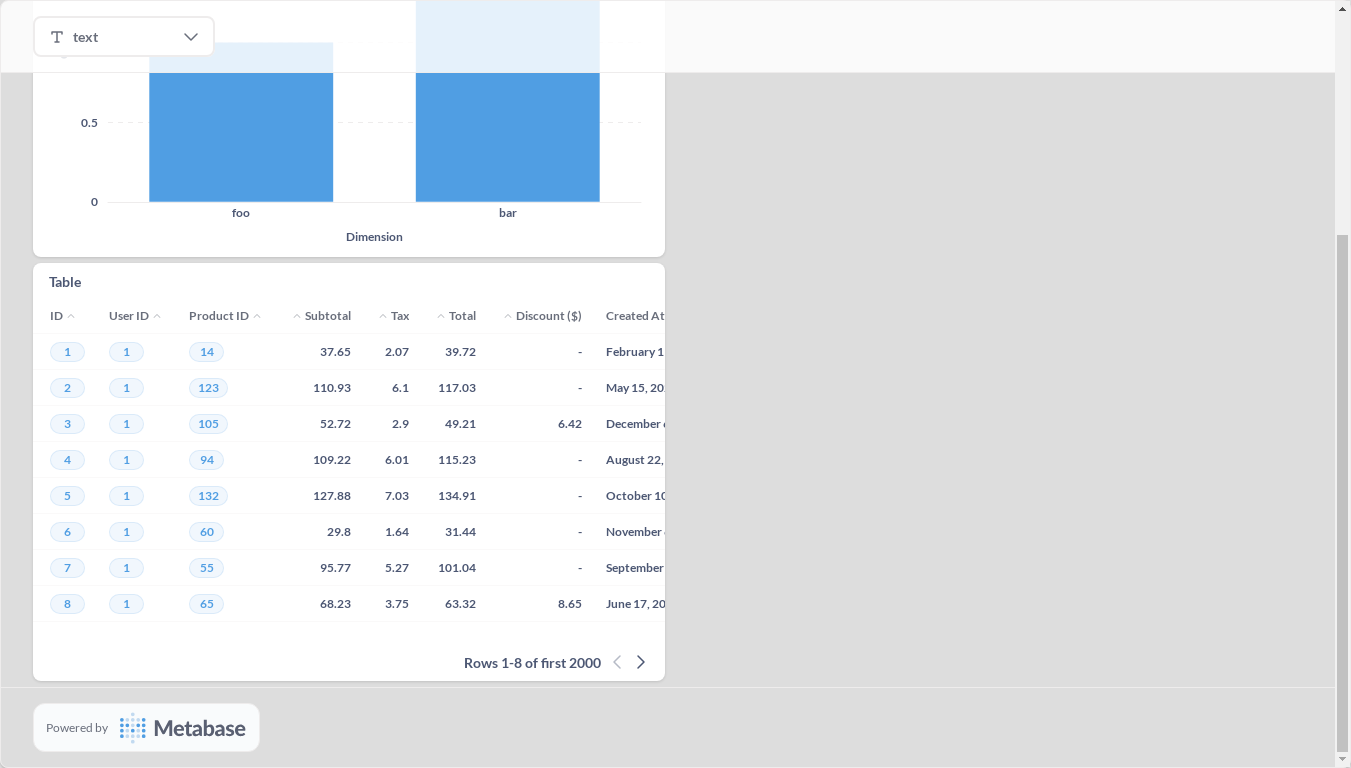 text
0.5
0
foo bar
Dimension
Table
ID User ID Product ID Subtotal Tax Total Discount ($) Created At
1 1 14 37.65 2.07 39.72 - February 1
2 1 123 110.93 6.1 117.03 - May 15, 20
3 1 105 52.72 2.9 49.21 6.42 December
4 1 94 109.22 6.01 115.23 - August 22,
5 1 132 127.88 7.03 134.91 - October 10
6 1 60 29.8 1.64 31.44 - November
7 1 55 95.77 5.27 101.04 - September
8 1 65 68.23 3.75 63.32 8.65 June 17, 20
Rows 1-8 of first 2000
Powered by Metabase